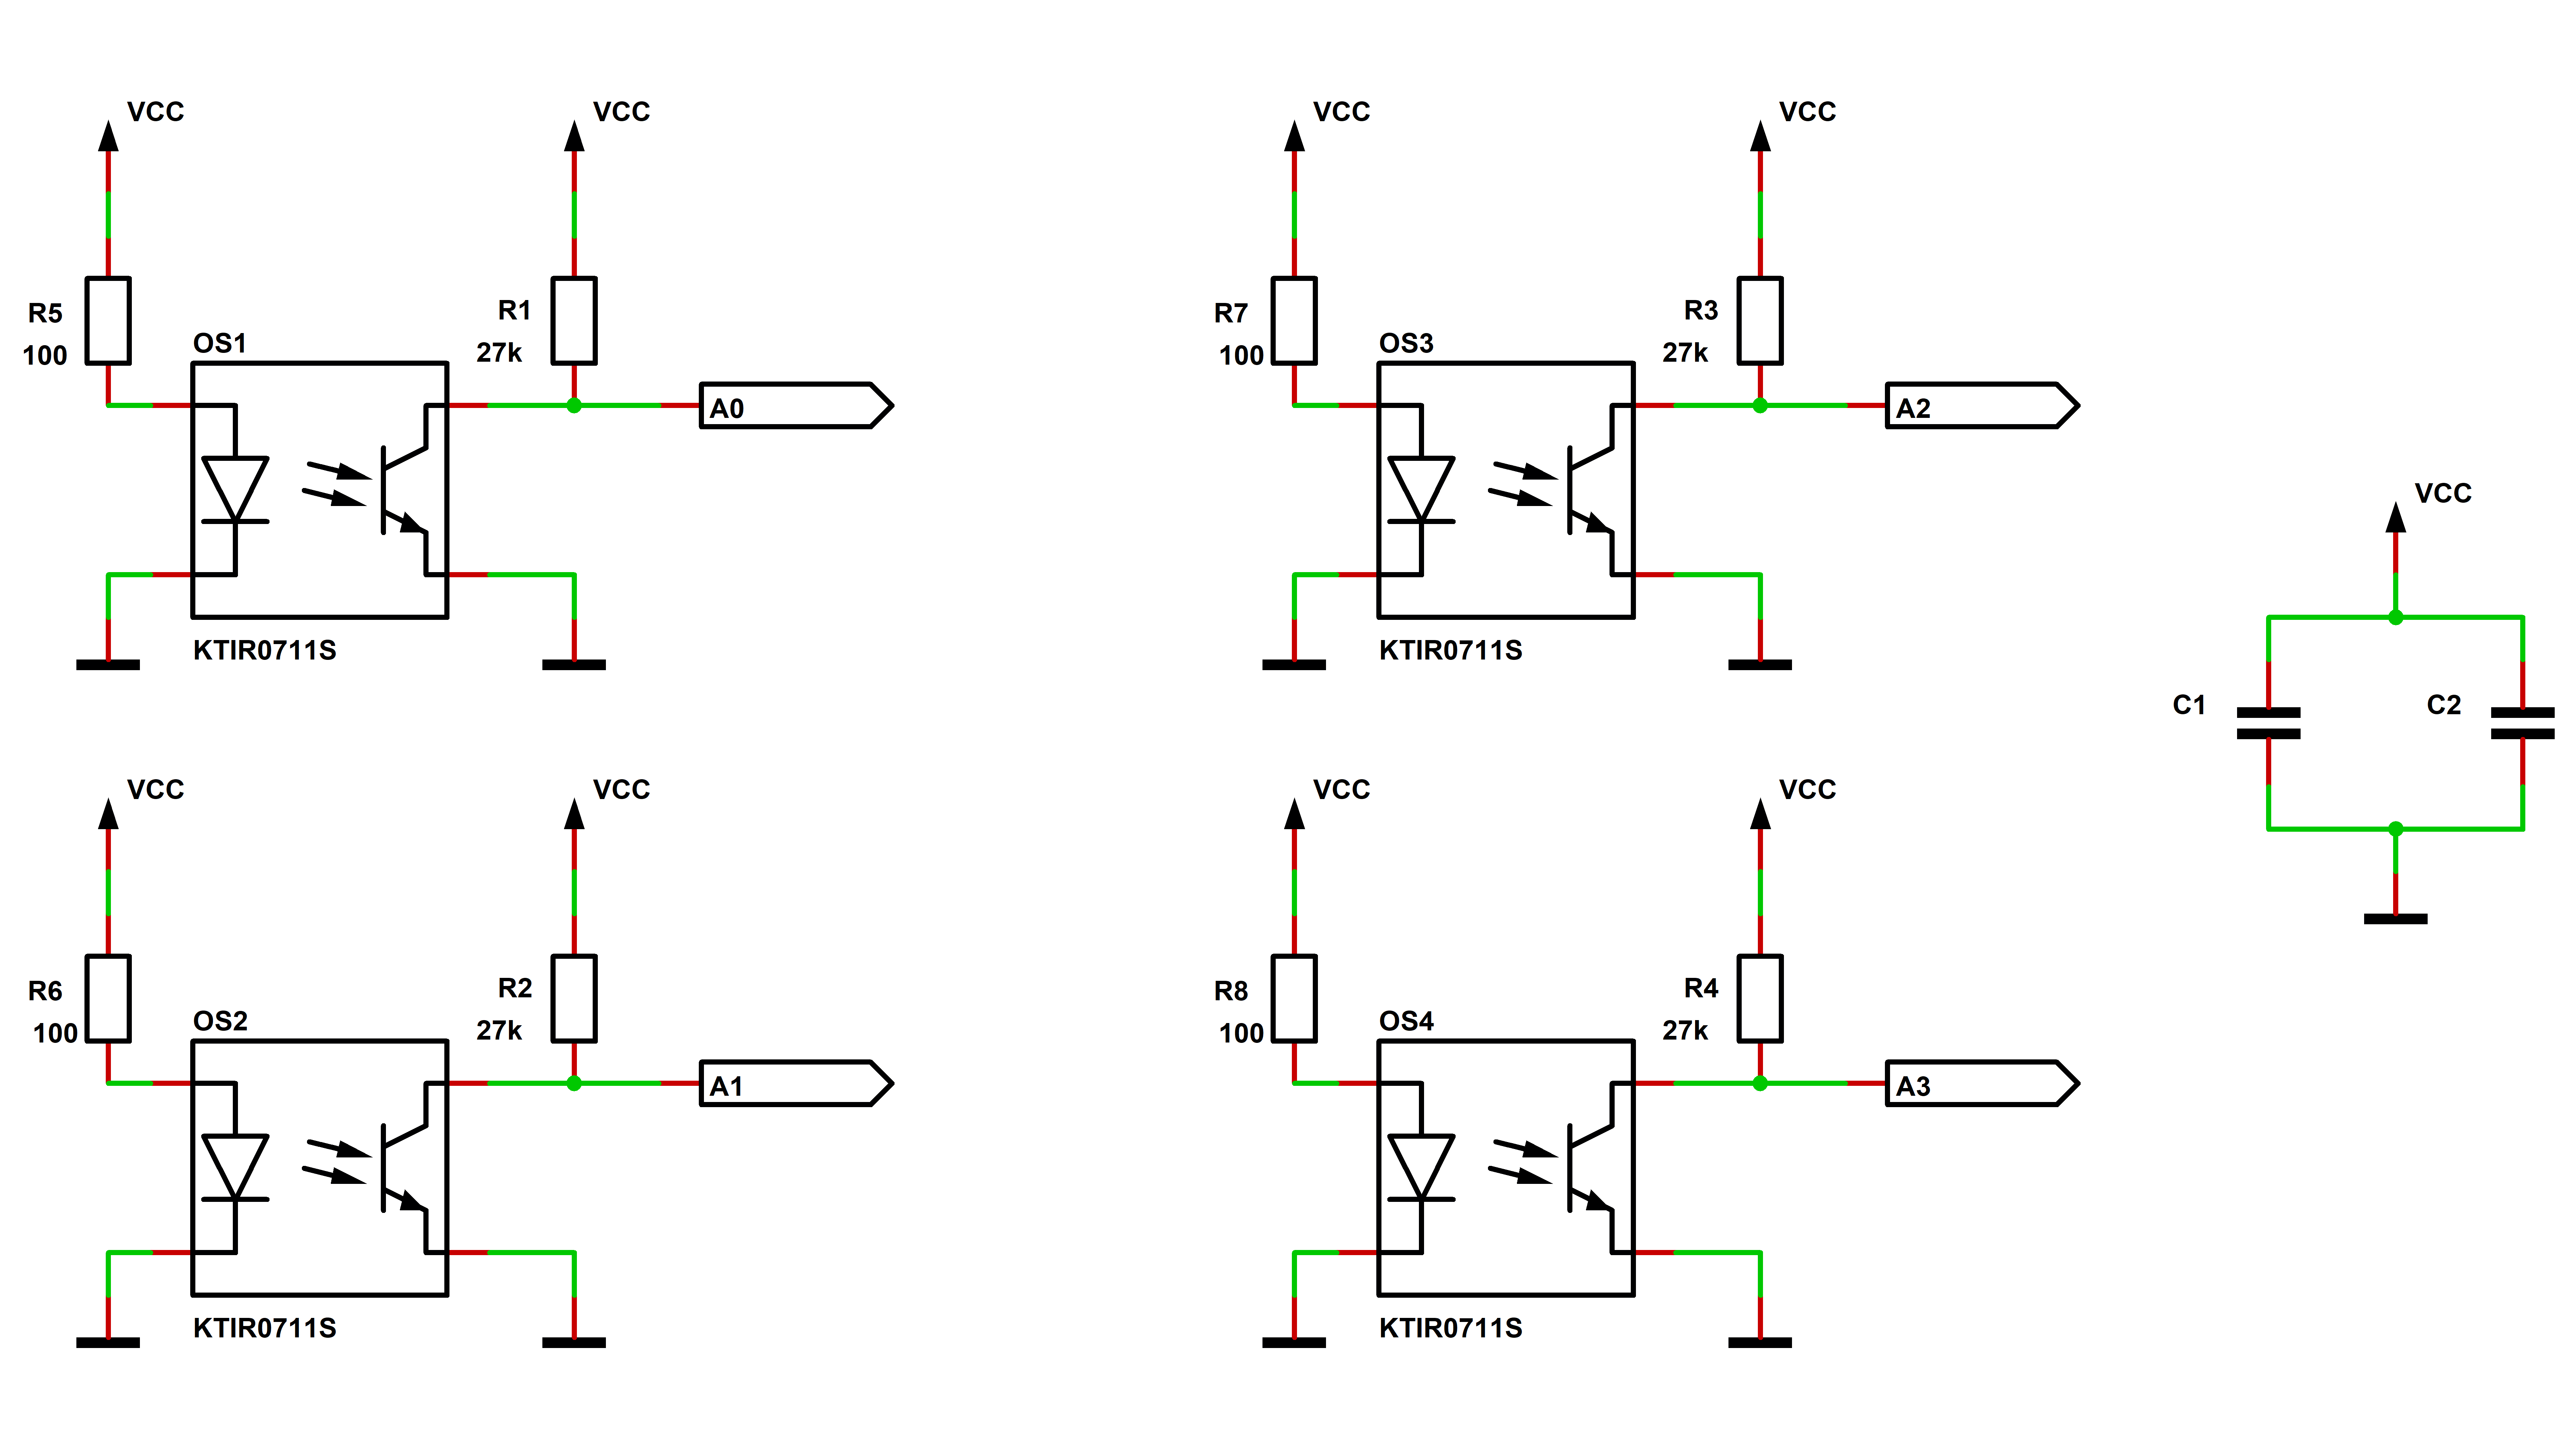 VCC
VCC
R5
100
R1
27k
OS1
A0
KTIR0711S
VCC
VCC
R7
100
R3
27k
OS3
A2
KTIR0711S
VCC
C1
C2
VCC
VCC
R6
100
R2
27k
OS2
A1
KTIR0711S
VCC
VCC
R8
100
R4
27k
OS4
A3
KTIR0711S